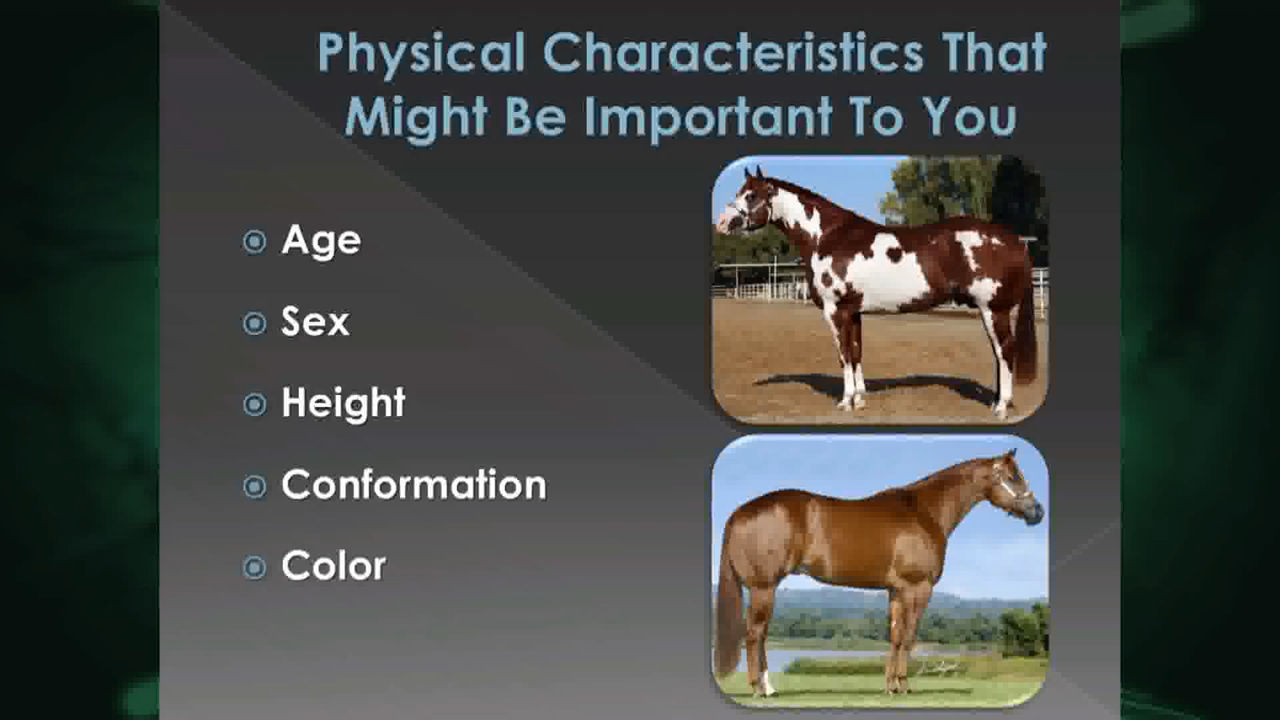 Physical Characteristics That
Might Be Important To You
Age
Sex
Height
Conformation
Color